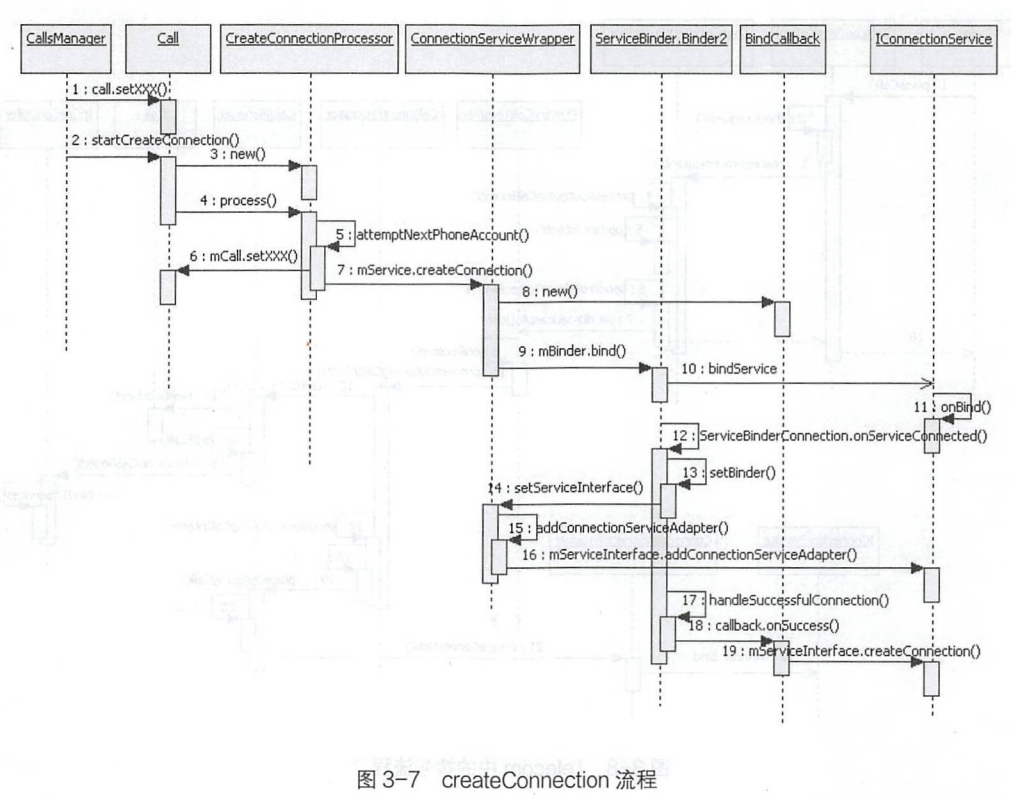 CallsManager
Call
CreateConnectionProcessor
ConnectionServiceWrapper
ServiceBinder.Binder2
BindCallback
IConnectionService
1 : call.setXXX()
2 : startCreateConnection()
3 : new()
4 : process()
5 : attemptNextPhoneAccount()
6 : mCall.setXXX()
7 : mService.createConnection()
8 : new()
9 : mBinder.bind()
10 : bindService
11 : onBind()
12 : ServiceBinderConnection.onServiceConnected()
13 : setBinder()
14 : setServiceInterface()
15 : addConnectionServiceAdapter()
16 : mServiceInterface.addConnectionServiceAdapter()
17 : handleSuccessfulConnection()
18 : callback.onSuccess()
19 : mServiceInterface.createConnection()
图 3-7 createConnection 流程